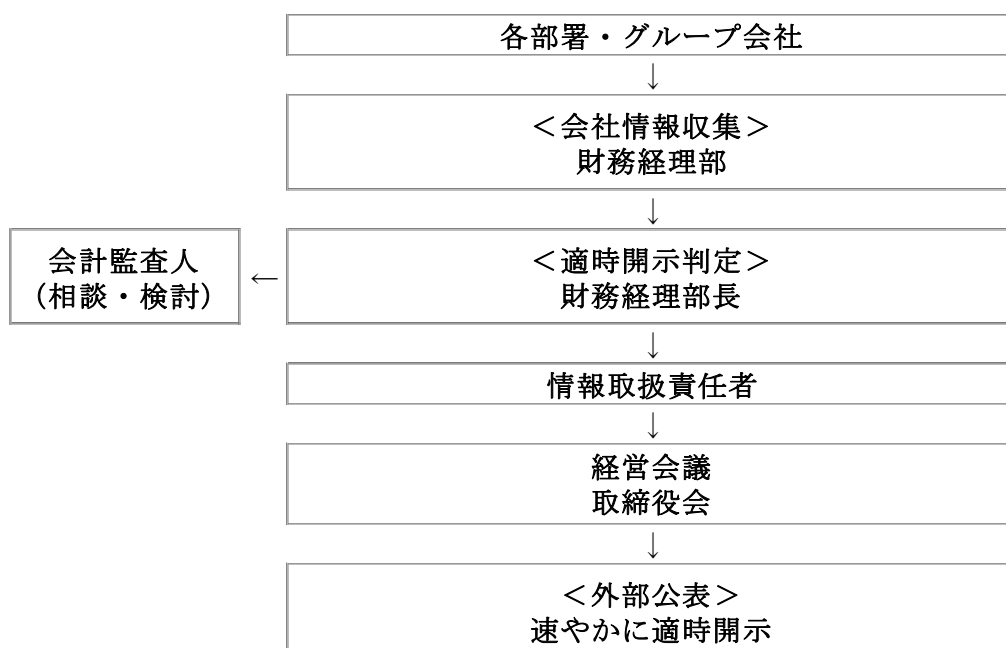 各部署・グループ会社
↓
＜会社情報収集＞
財務経理部
↓
会計監査人
（相談・検討）
←
＜適時開示判定＞
財務経理部長
↓
情報取扱責任者
↓
経営会議
取締役会
↓
＜外部公表＞
速やかに適時開示